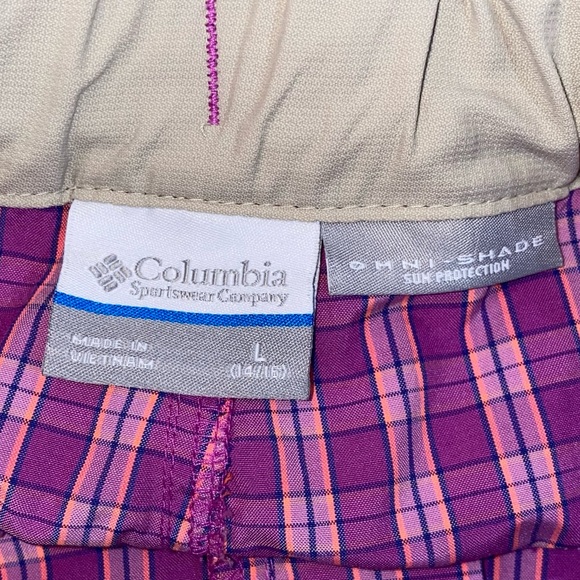 Columbia
Sportswear Company
MADE IN
VIETNAM
L
(14/16)
OMNI-SHADE
SUN PROTECTION